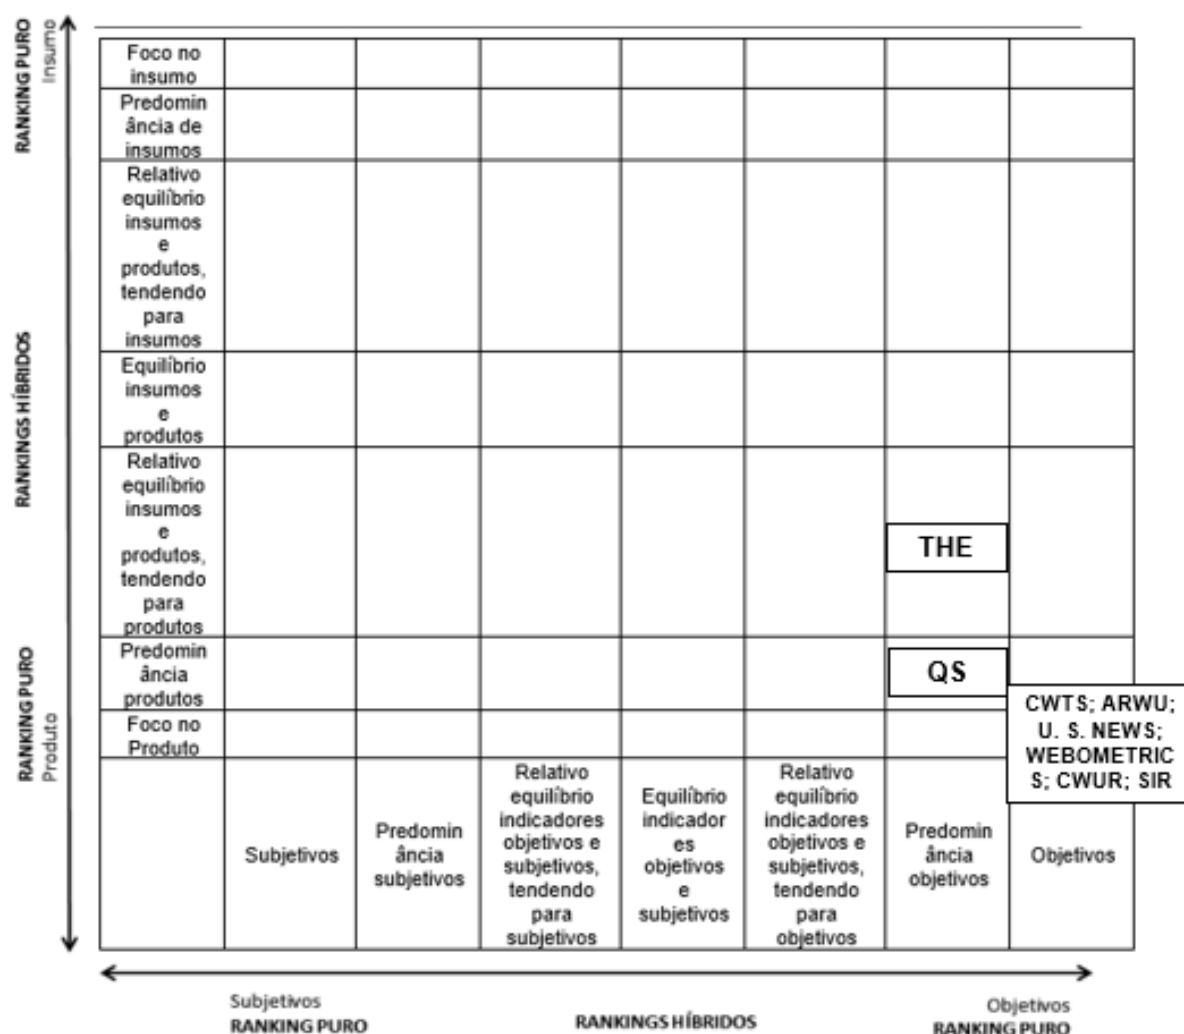 RANKING PURO
Insumo
Foco no
insumo
Predomin
ância de
insumos
Relativo
equilíbrio
insumos
e
produtos,
tendendo
para
insumos
RANKINGS HÍBRIDOS
Equilíbrio
insumos
e
produtos
Relativo
equilíbrio
insumos
e
produtos,
tendendo
para
produtos
THE
RANKING PURO
Produto
Predomin
ância
produtos
QS
Foco no
Produto
CWTS; ARWU;
U. S. NEWS;
WEBOMETRIC
S; CWUR; SIR
Subjetivos
Predomin
ância
subjetivos
Relativo
equilíbrio
indicadores
objetivos e
subjetivos,
tendendo
para
subjetivos
Equilíbrio
indicador
es
objetivos
e
subjetivos
Relativo
equilíbrio
indicadores
objetivos e
subjetivos,
tendendo
para
objetivos
Predomin
ância
objetivos
Objetivos
Subjetivos
RANKING PURO
RANKINGS HÍBRIDOS
Objetivos
RANKING PURO